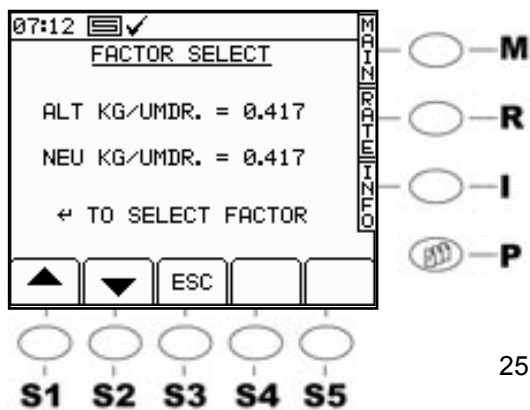 07:12
FACTOR SELECT
ALT KG/UMDR. = 0.417
NEU KG/UMDR. = 0.417
↵ TO SELECT FACTOR
ESC
MAIN
RATE
INFO
M
R
I
P
S1 S2 S3 S4 S5
25